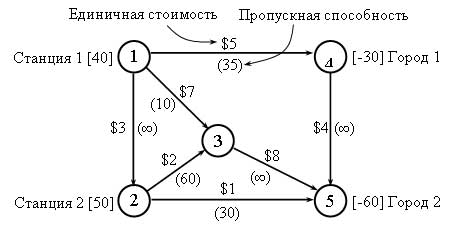 Единичная стоимость Пропускная способность
$5
Станция 1 [40] 1 (35) 4 [-30] Город 1
$7
(10)
$3 (∞) 3 $4 (∞)
$2 $8
(60) (∞)
$1
Станция 2 [50] 2 5 [-60] Город 2
(30)